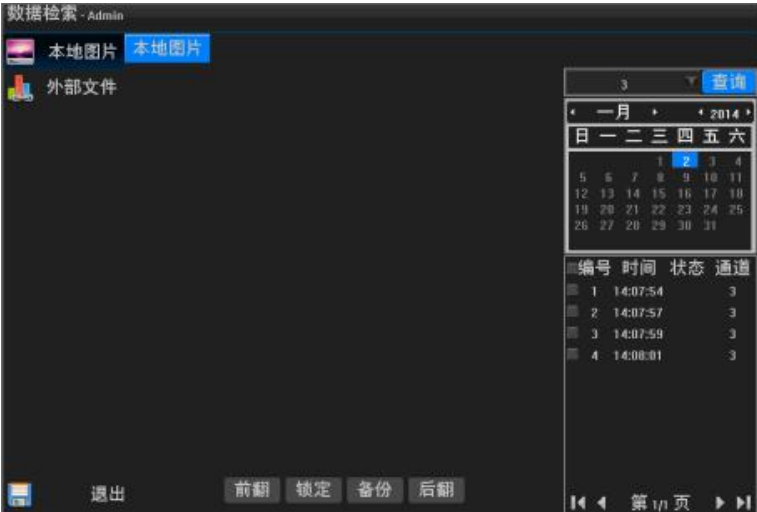 数据检索 - Admin
本地图片 本地图片
外部文件
3 查询
一月 2014
日 一 二 三 四 五 六
1 2 3 4
5 6 7 8 9 10 11
12 13 14 15 16 17 18
19 20 21 22 23 24 25
26 27 28 29 30 31
编号 时间 状态 通道
1 14:07:54 3
2 14:07:57 3
3 14:07:59 3
4 14:08:01 3
退出 前翻 锁定 备份 后翻
第 1/1 页